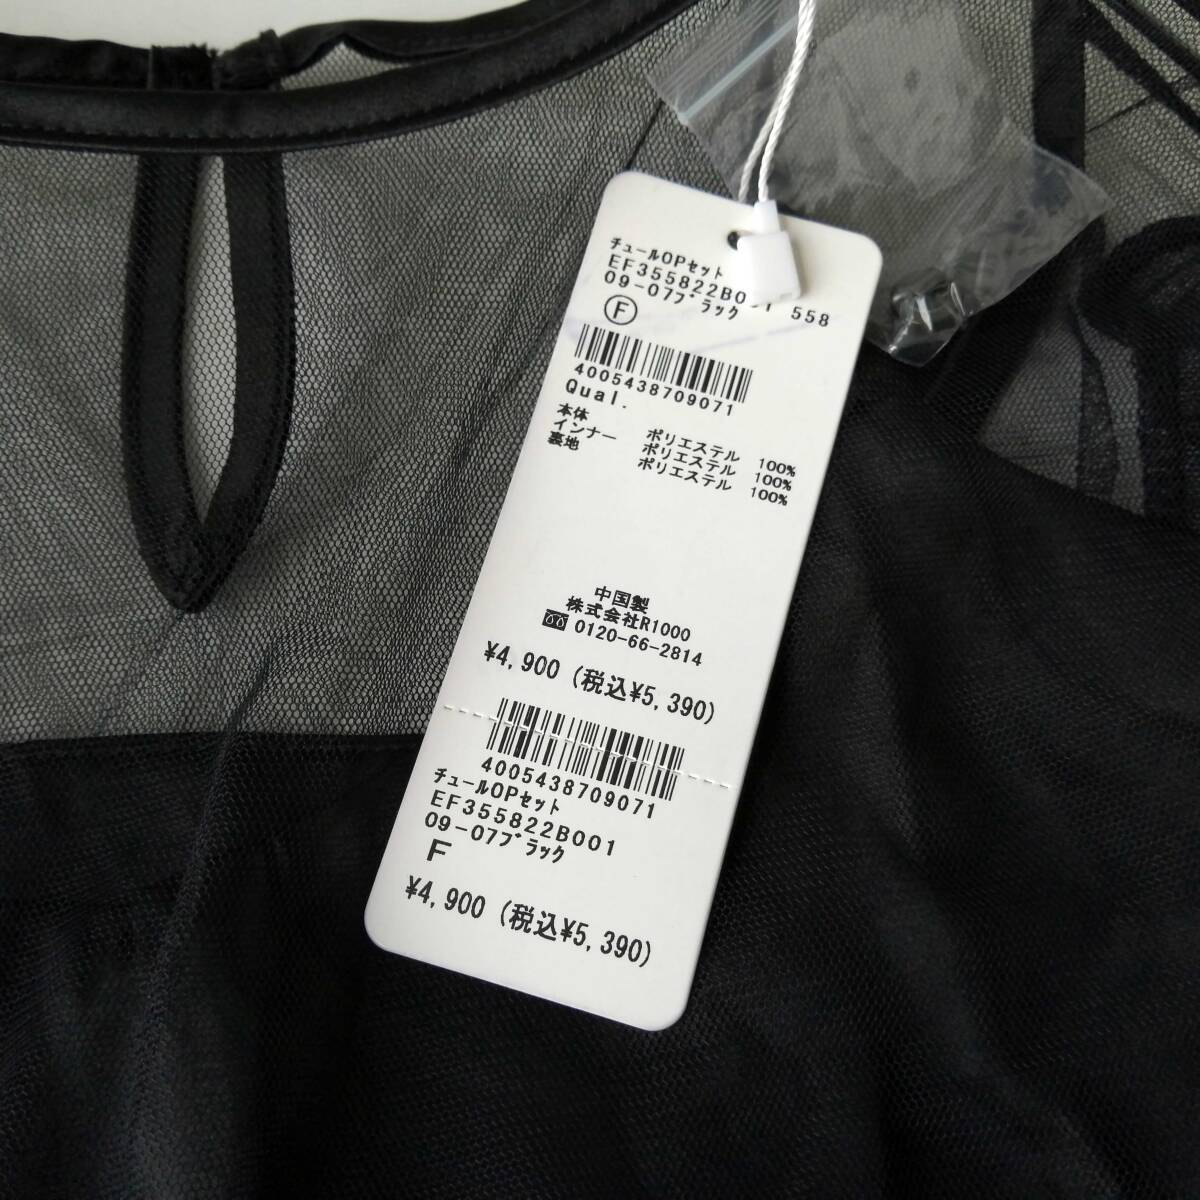 チュールOPセット
EF355822B001 558
09-07ブラック
F
4005438709071
Qual.
本体 ポリエステル 100%
インナー ポリエステル 100%
裏地 ポリエステル 100%
中国製
株式会社R1000
0120-66-2814
¥4,900 (税込¥5,390)
4005438709071
チュールOPセット
EF355822B001
09-07ブラック
F
¥4,900 (税込¥5,390)